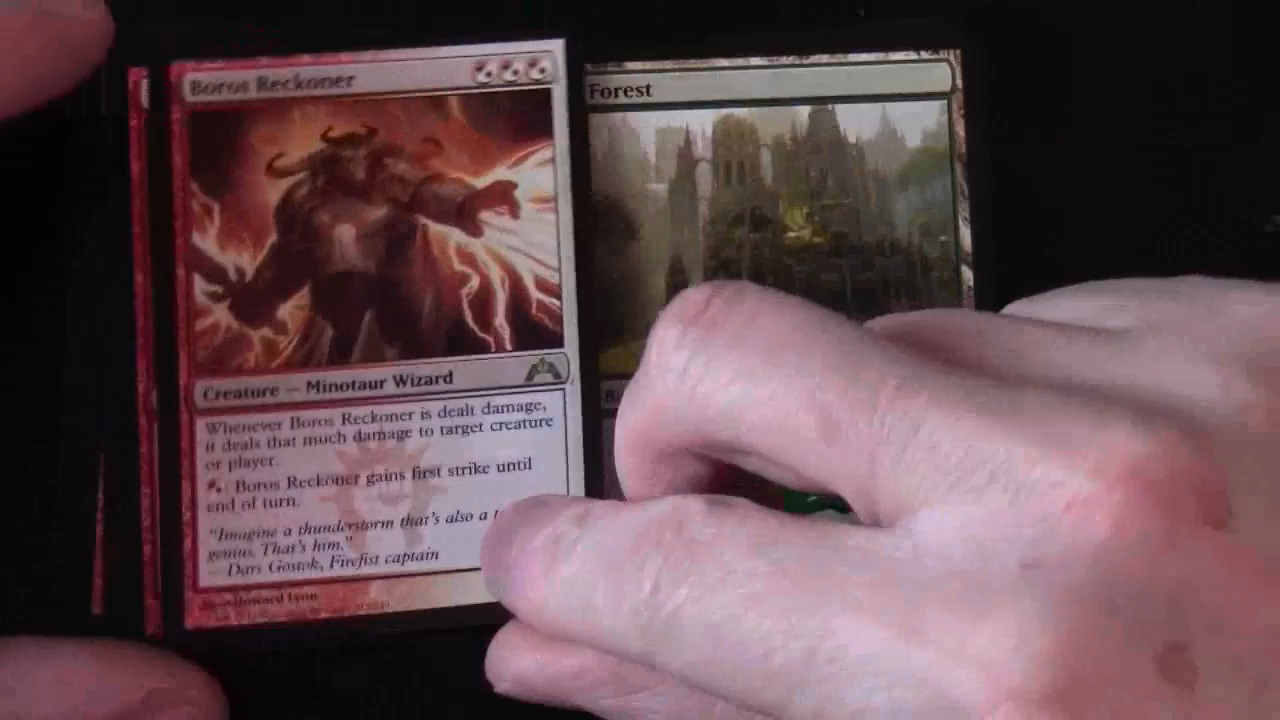 Boros Reckoner
Forest
Creature — Minotaur Wizard
Whenever Boros Reckoner is dealt damage,
it deals that much damage to target creature
or player.
: Boros Reckoner gains first strike until
end of turn.
"Imagine a thunderstorm that's also a t
genius. That's him."
— Dars Gostok, Firefist captain
Howard Lyon